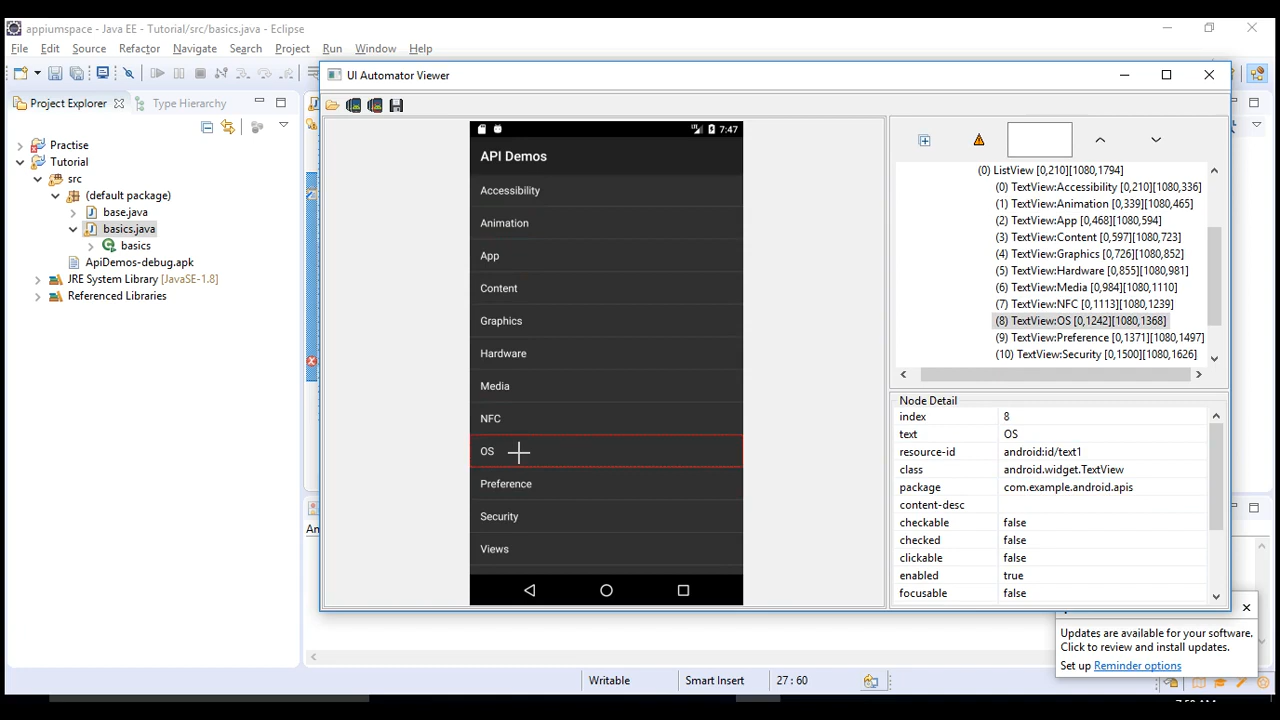 appiumspace - Java EE - Tutorial/src/basics.java - Eclipse
File Edit Source Refactor Navigate Search Project Run Window Help
Project Explorer Type Hierarchy
Practise
Tutorial
src
(default package)
base.java
basics.java
basics
ApiDemos-debug.apk
JRE System Library [JavaSE-1.8]
Referenced Libraries
UI Automator Viewer
7:47
API Demos
Accessibility
Animation
App
Content
Graphics
Hardware
Media
NFC
OS
Preference
Security
Views
(0) ListView [0,210][1080,1794]
(0) TextView:Accessibility [0,210][1080,336]
(1) TextView:Animation [0,339][1080,465]
(2) TextView:App [0,468][1080,594]
(3) TextView:Content [0,597][1080,723]
(4) TextView:Graphics [0,726][1080,852]
(5) TextView:Hardware [0,855][1080,981]
(6) TextView:Media [0,984][1080,1110]
(7) TextView:NFC [0,1113][1080,1239]
(8) TextView:OS [0,1242][1080,1368]
(9) TextView:Preference [0,1371][1080,1497]
(10) TextView:Security [0,1500][1080,1626]
Node Detail
index 8
text OS
resource-id android:id/text1
class android.widget.TextView
package com.example.android.apis
content-desc
checkable false
checked false
clickable false
enabled true
focusable false
An
Updates are available for your software.
Click to review and install updates.
Set up Reminder options
Writable Smart Insert 27 : 60